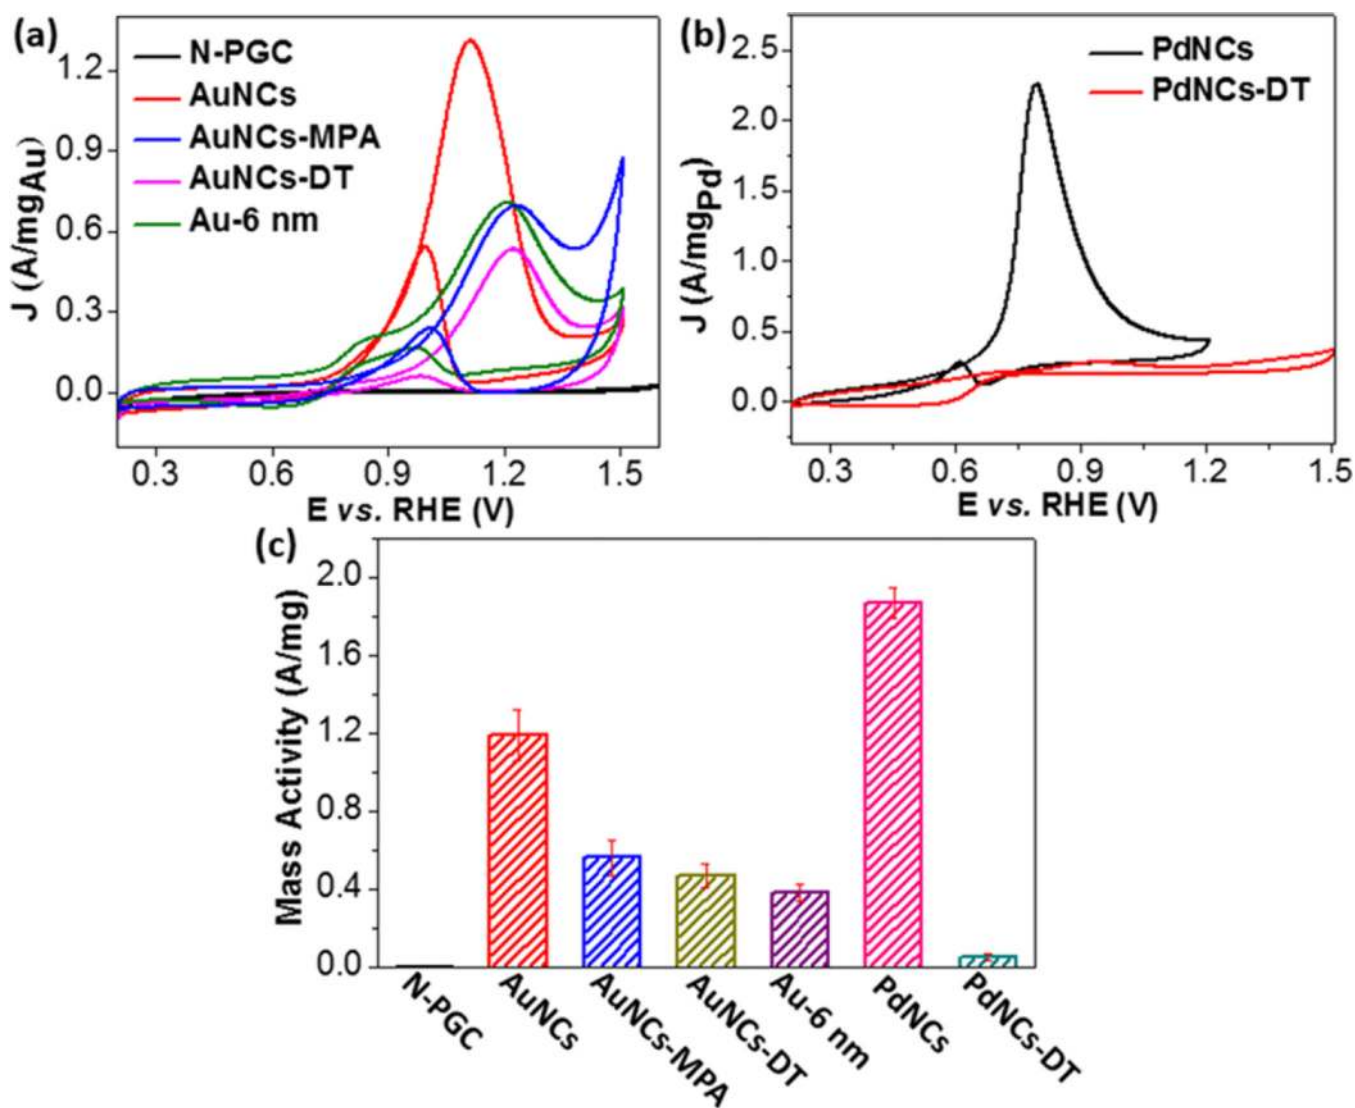 (a)
N-PGC
AuNCs
AuNCs-MPA
AuNCs-DT
Au-6 nm
J (A/mgAu)
1.2
0.9
0.6
0.3
0.0
0.3 0.6 0.9 1.2 1.5
E vs. RHE (V)
(b)
PdNCs
PdNCs-DT
J (A/mgPd)
2.5
2.0
1.5
1.0
0.5
0.0
0.3 0.6 0.9 1.2 1.5
E vs. RHE (V)
(c)
Mass Activity (A/mg)
2.0
1.6
1.2
0.8
0.4
0.0
N-PGC
AuNCs
AuNCs-MPA
AuNCs-DT
Au-6 nm
PdNCs
PdNCs-DT